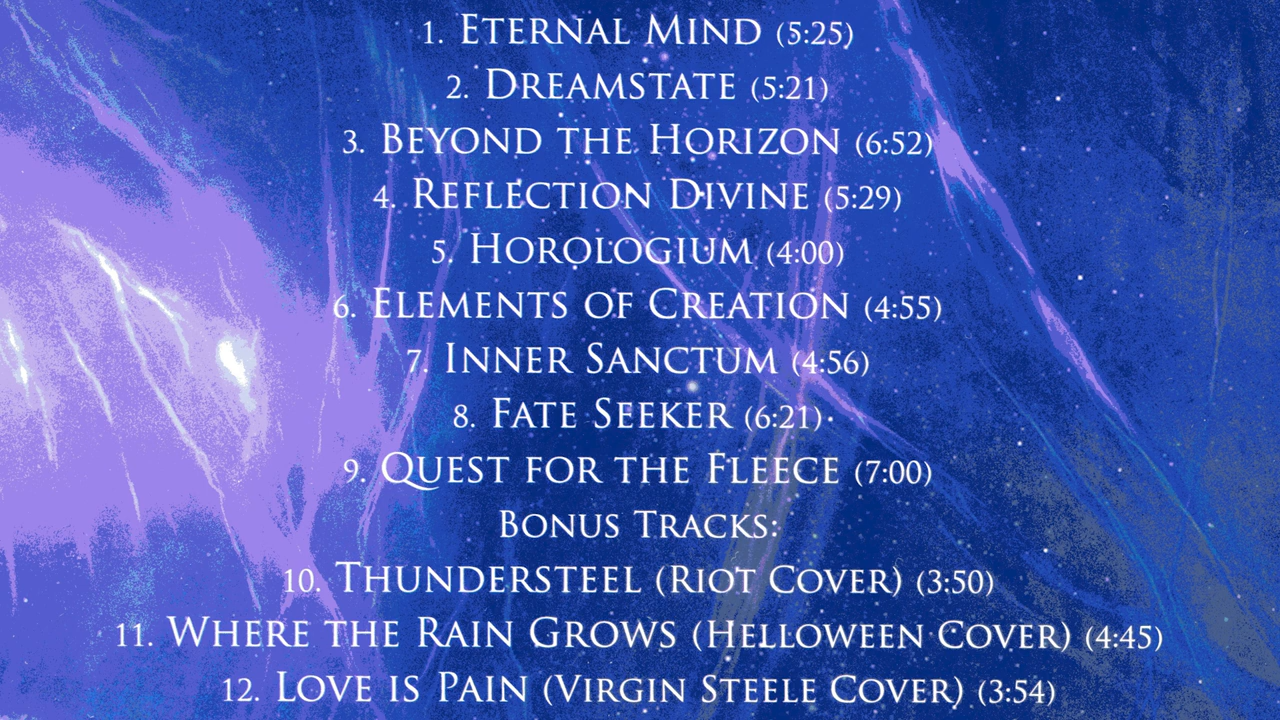 1. Eternal Mind (5:25)
2. Dreamstate (5:21)
3. Beyond the Horizon (6:52)
4. Reflection Divine (5:29)
5. Horologium (4:00)
6. Elements of Creation (4:55)
7. Inner Sanctum (4:56)
8. Fate Seeker (6:21)
9. Quest for the Fleece (7:00)
Bonus Tracks:
10. Thundersteel (Riot Cover) (3:50)
11. Where the Rain Grows (Helloween Cover) (4:45)
12. Love is Pain (Virgin Steele Cover) (3:54)